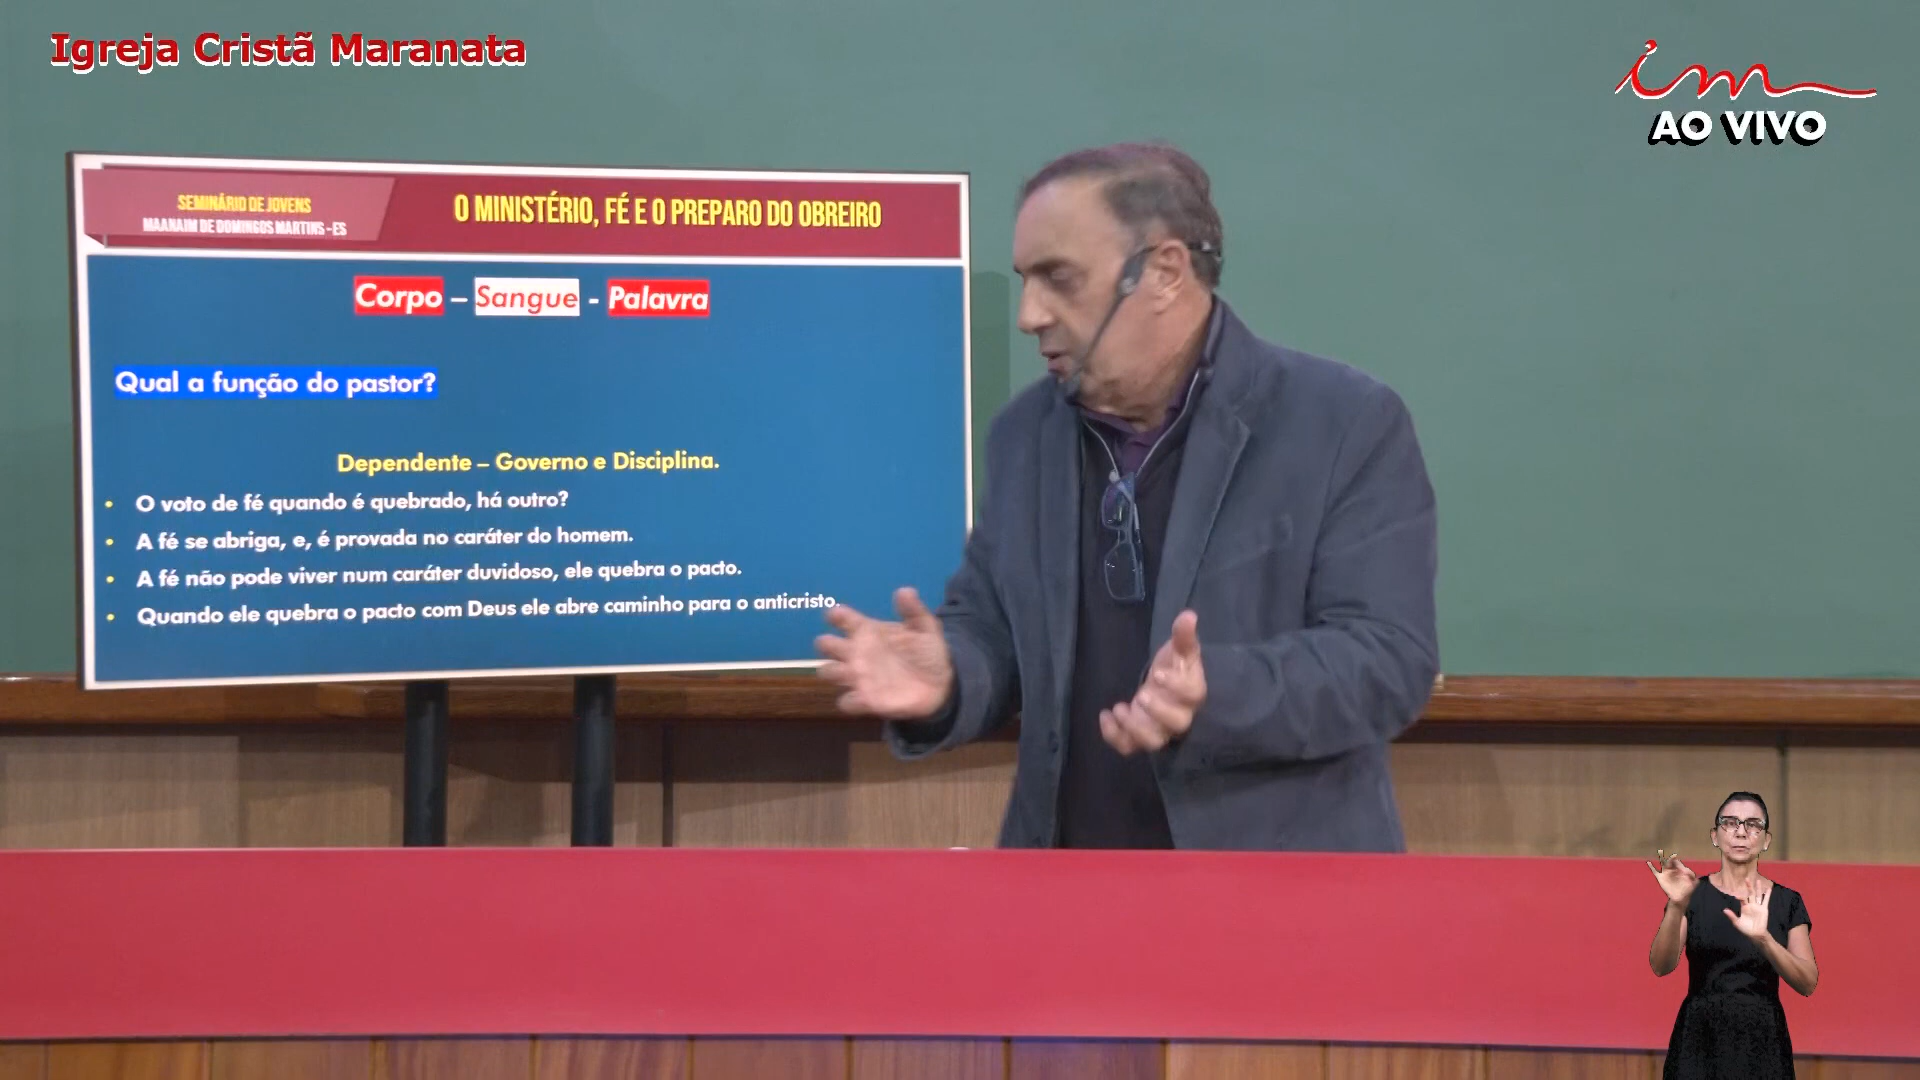 Igreja Cristã Maranata
im
AO VIVO
SEMINÁRIO DE JOVENS
MAANAIM DE DOMINGOS MARTINS - ES
O MINISTÉRIO, FÉ E O PREPARO DO OBREIRO
Corpo – Sangue - Palavra
Qual a função do pastor?
Dependente – Governo e Disciplina.
• O voto de fé quando é quebrado, há outro?
• A fé se abriga, e, é provada no caráter do homem.
• A fé não pode viver num caráter duvidoso, ele quebra o pacto.
• Quando ele quebra o pacto com Deus ele abre caminho para o anticristo.